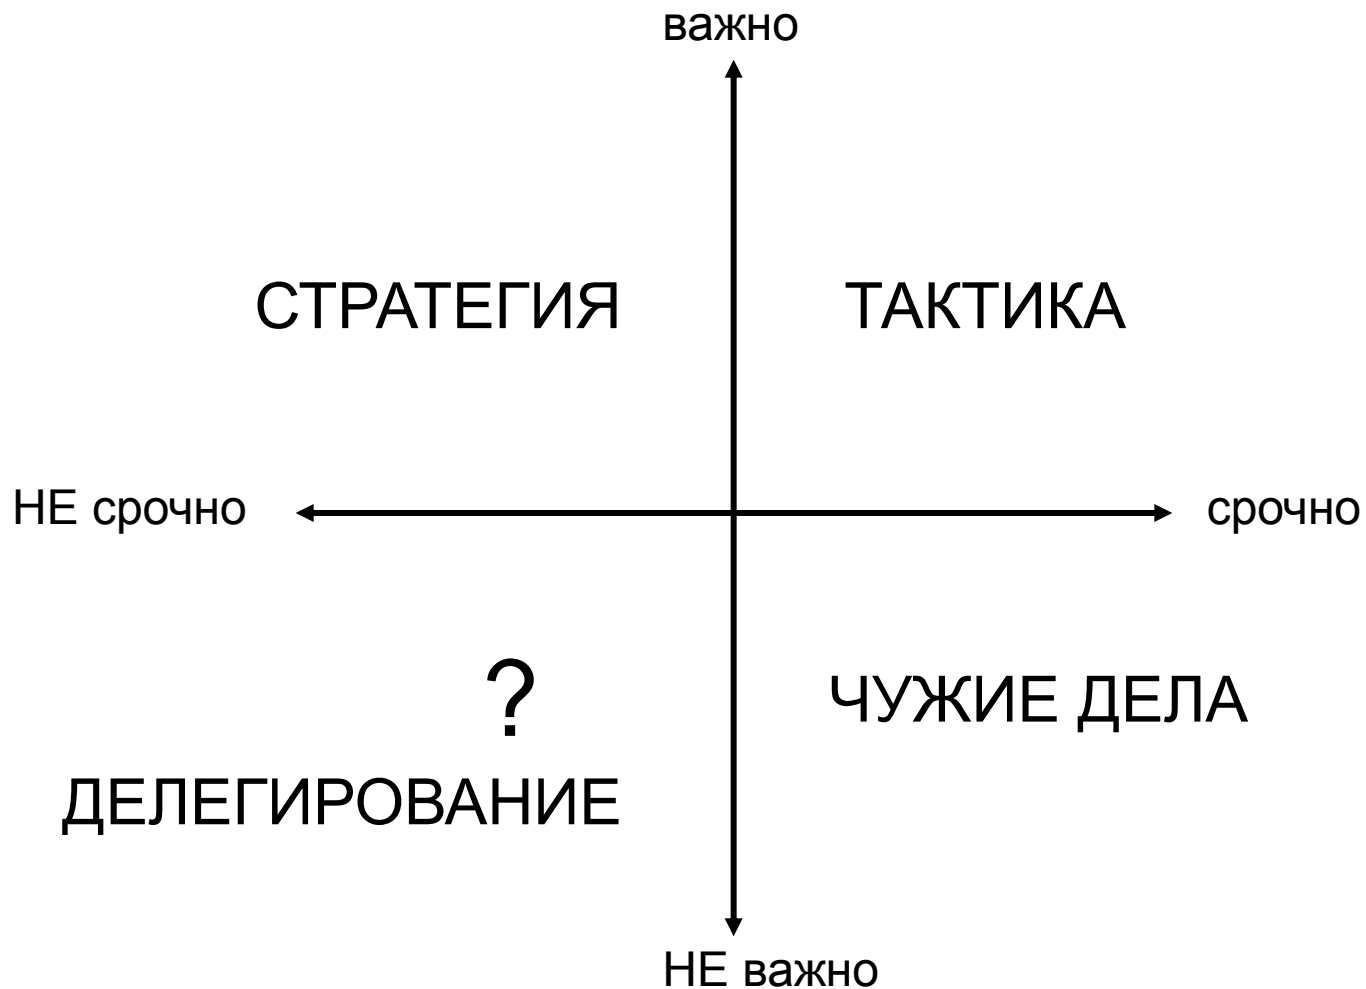 важно
СТРАТЕГИЯ
ТАКТИКА
НЕ срочно
срочно
?
ЧУЖИЕ ДЕЛА
ДЕЛЕГИРОВАНИЕ
НЕ важно